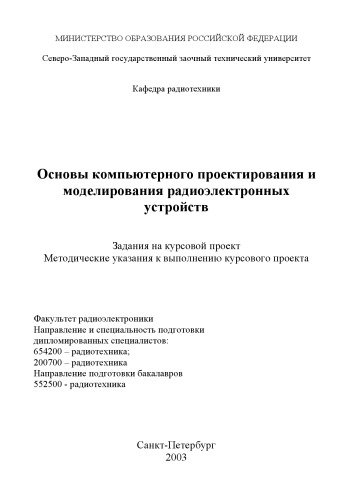 МИНИСТЕРСТВО ОБРАЗОВАНИЯ РОССИЙСКОЙ ФЕДЕРАЦИИ
Северо-Западный государственный заочный технический университет
Кафедра радиотехники
Основы компьютерного проектирования и
моделирования радиоэлектронных
устройств
Задания на курсовой проект
Методические указания к выполнению курсового проекта
Факультет радиоэлектроники
Направление и специальность подготовки
дипломированных специалистов:
654200 – радиотехника;
200700 – радиотехника
Направление подготовки бакалавров
552500 - радиотехника
Санкт-Петербург
2003